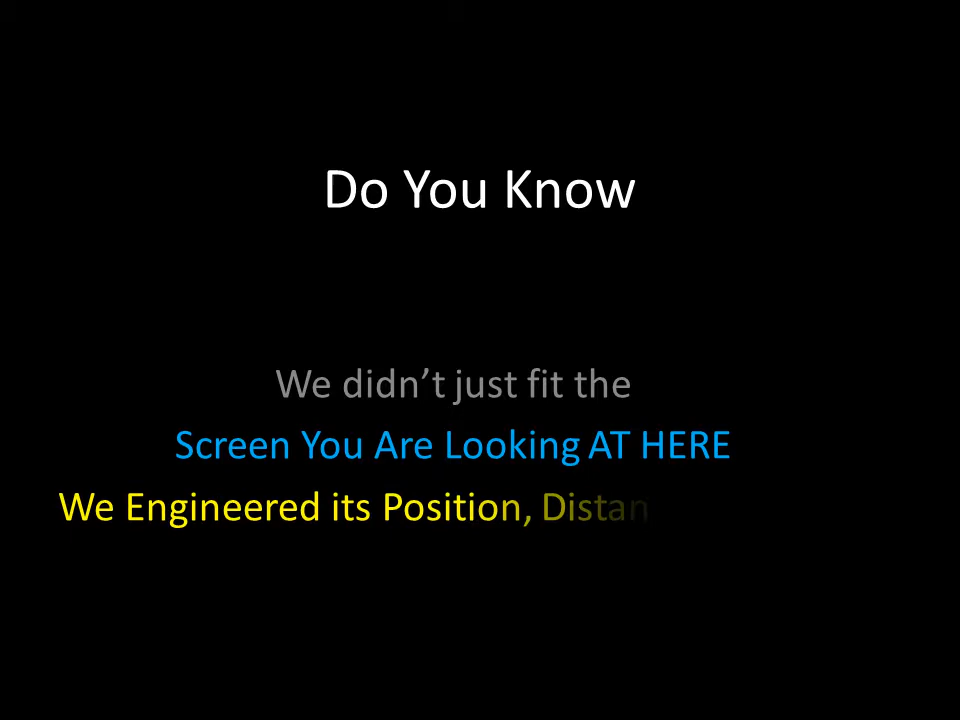 Do You Know
We didn’t just fit the
Screen You Are Looking AT HERE
We Engineered its Position, Distan